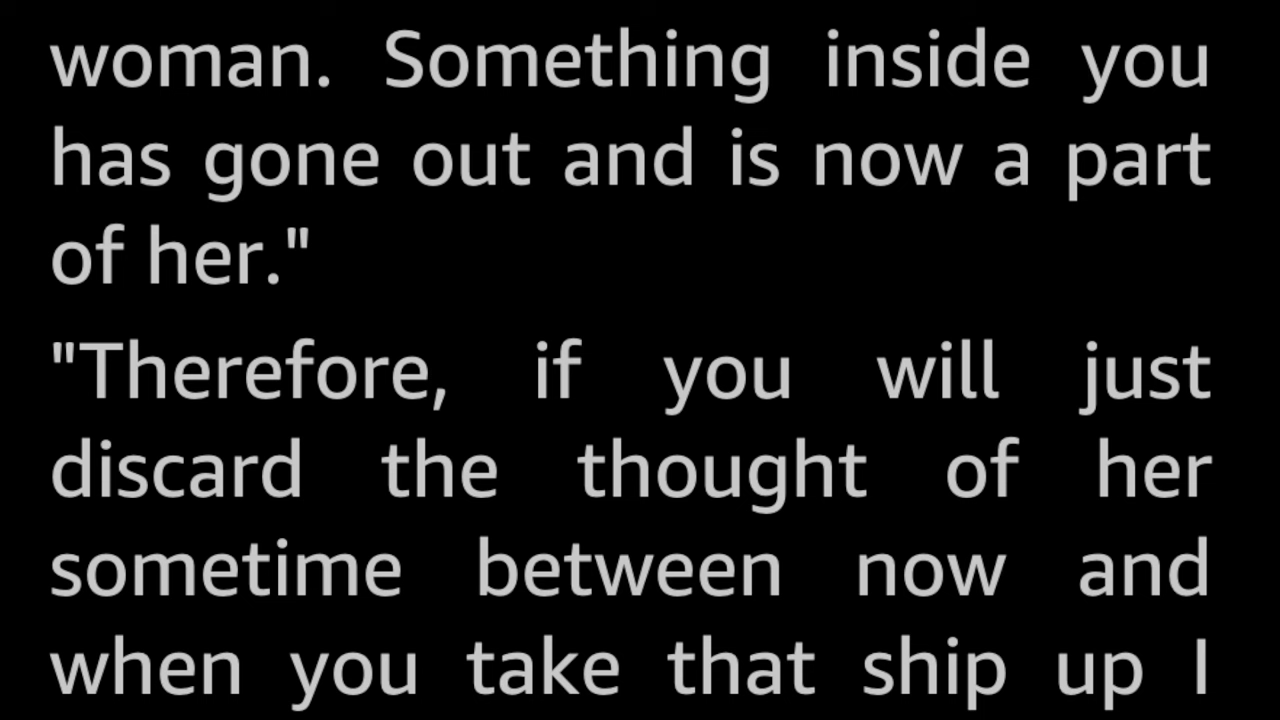 woman. Something inside you
has gone out and is now a part
of her."
"Therefore, if you will just
discard the thought of her
sometime between now and
when you take that ship up I